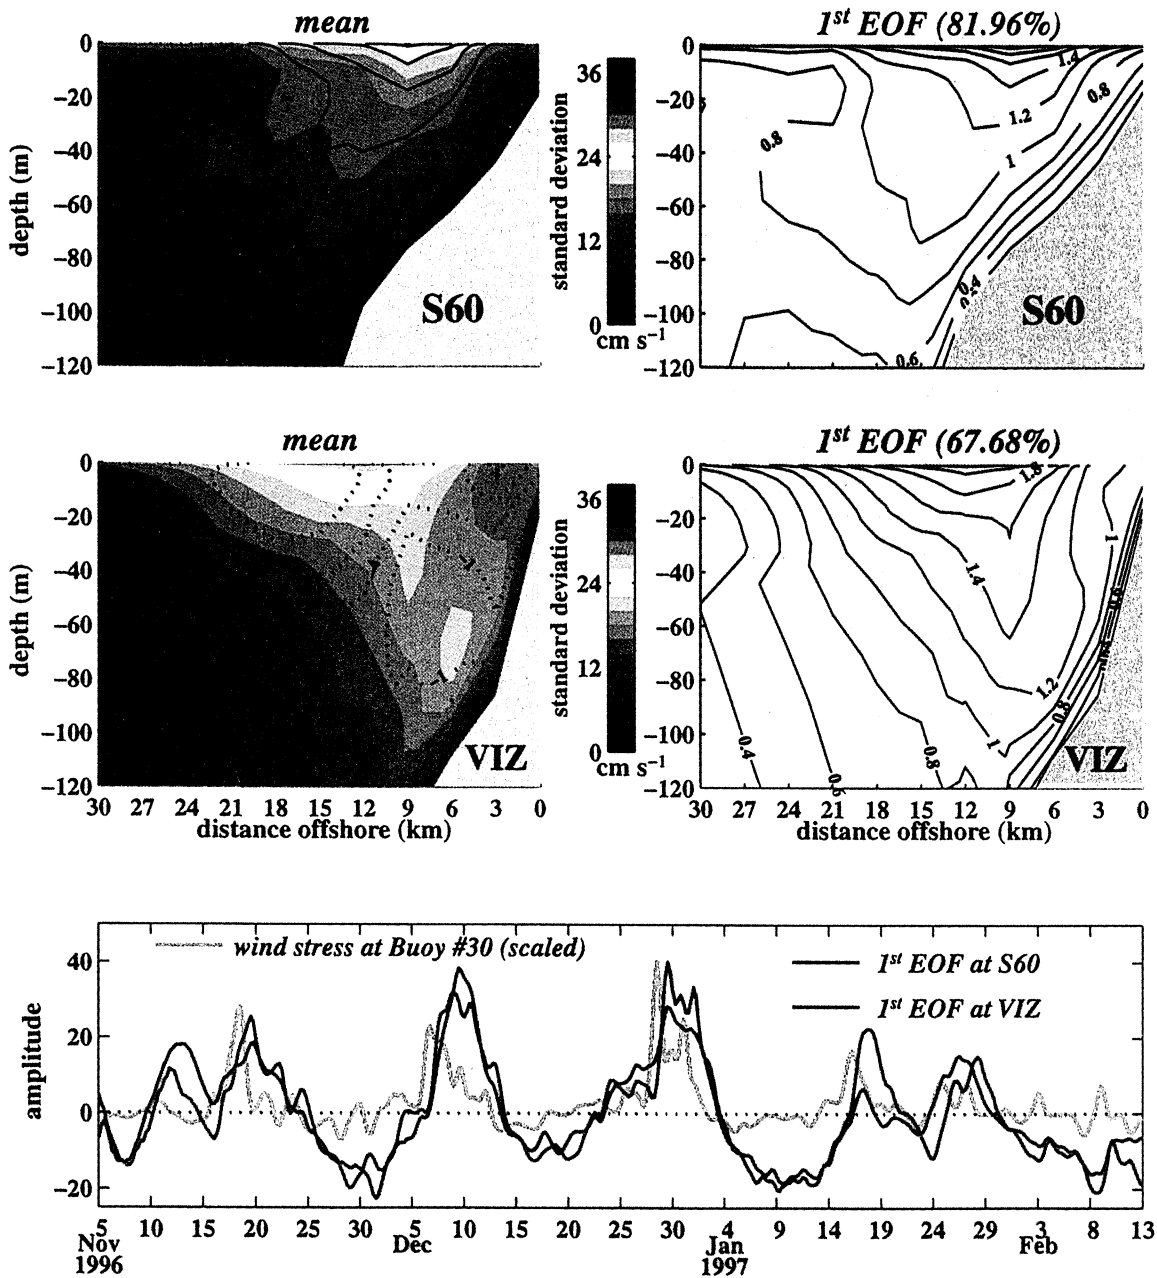 mean
1st EOF (81.96%)
0
−20
−40
−60
−80
−100
−120
depth (m)
S60
36
24
12
0
cm s−1
standard deviation
0
−20
−40
−60
−80
−100
−120
1.4
0.8
1.2
0.8
1
0.4
0.6
S60
mean
1st EOF (67.68%)
0
−20
−40
−60
−80
−100
−120
depth (m)
VIZ
30 27 24 21 18 15 12 9 6 3 0
distance offshore (km)
36
24
12
0
cm s−1
standard deviation
0
−20
−40
−60
−80
−100
−120
1.8
1
1.4
0.6
1.2
0.8
1
0.4
0.8
0.6
VIZ
30 27 24 21 18 15 12 9 6 3 0
distance offshore (km)
wind stress at Buoy #30 (scaled)
1st EOF at S60
1st EOF at VIZ
amplitude
40
20
0
−20
5 10 15 20 25 30 5 10 15 20 25 30 4 9 14 19 24 29 3 8 13
Nov Dec Jan Feb
1996 1997